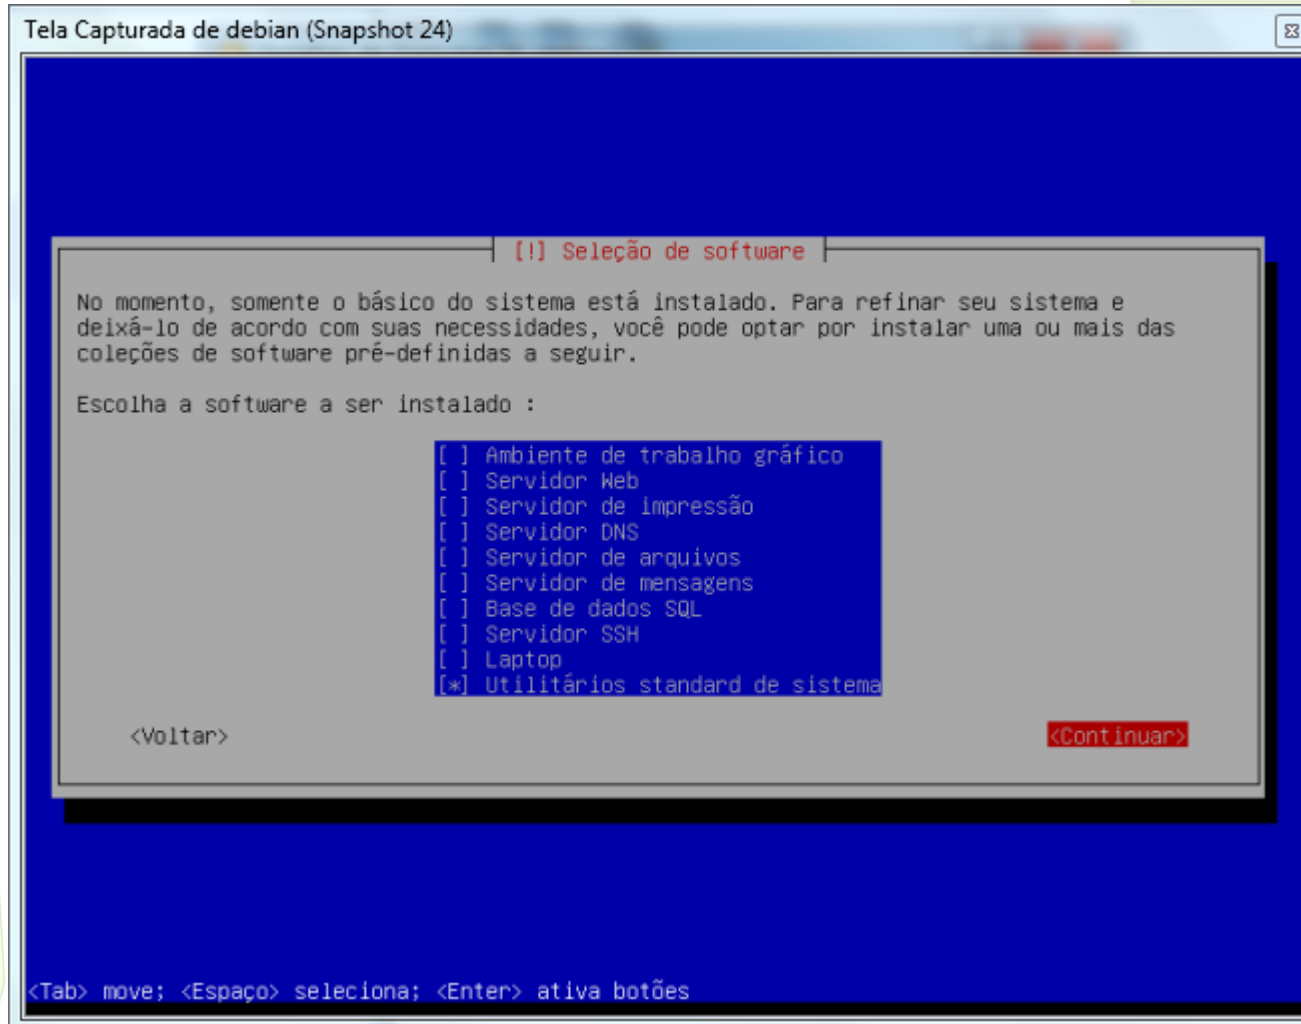 Tela Capturada de debian (Snapshot 24)
[!] Seleção de software
No momento, somente o básico do sistema está instalado. Para refinar seu sistema e
deixá-lo de acordo com suas necessidades, você pode optar por instalar uma ou mais das
coleções de software pré-definidas a seguir.
Escolha a software a ser instalado :
[ ] Ambiente de trabalho gráfico
[ ] Servidor Web
[ ] Servidor de impressão
[ ] Servidor DNS
[ ] Servidor de arquivos
[ ] Servidor de mensagens
[ ] Base de dados SQL
[ ] Servidor SSH
[ ] Laptop
[*] Utilitários standard de sistema
<Voltar> <Continuar>
<Tab> move; <Espaço> seleciona; <Enter> ativa botões